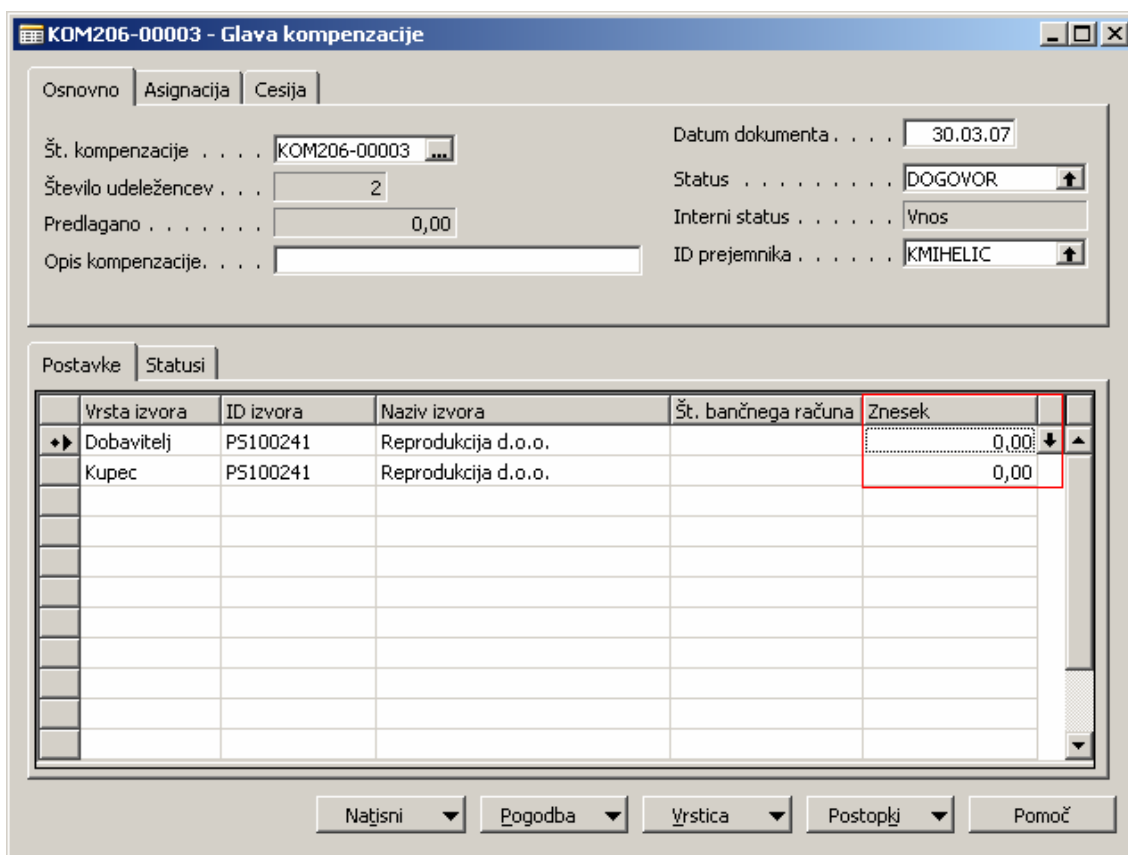 KOM206-00003 - Glava kompenzacije
Osnovno Asignacija Cesija
Št. kompenzacije . . . . KOM206-00003 ...
Število udeležencev . . . 2
Predlagano . . . . . . . 0,00
Opis kompenzacije. . . .
Datum dokumenta . . . . 30.03.07
Status . . . . . . . . . DOGOVOR
Interni status . . . . . . Vnos
ID prejemnika . . . . . . KMIHELIC
Postavke Statusi
Vrsta izvora ID izvora Naziv izvora Št. bančnega računa Znesek
Dobavitelj PS100241 Reprodukcija d.o.o. 0,00
Kupec PS100241 Reprodukcija d.o.o. 0,00
Natisni Pogodba Vrstica Postopki Pomoč